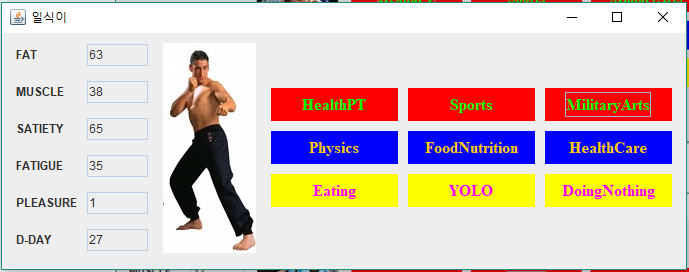 일식이
FAT 63
MUSCLE 38
SATIETY 65
FATIGUE 35
PLEASURE 1
D-DAY 27
HealthPT Sports MilitaryArts
Physics FoodNutrition HealthCare
Eating YOLO DoingNothing